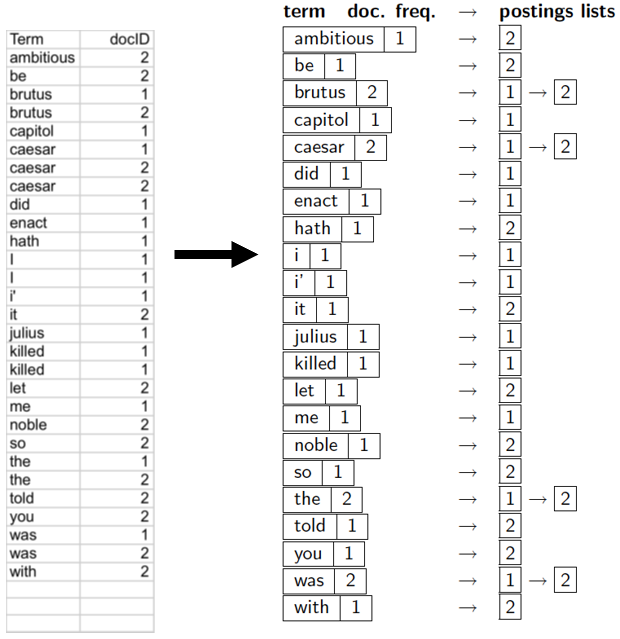 Term docID
ambitious 2
be 2
brutus 1
brutus 2
capitol 1
caesar 1
caesar 2
caesar 2
did 1
enact 1
hath 1
I 1
I 1
i' 1
it 2
julius 1
killed 1
killed 1
let 2
me 1
noble 2
so 2
the 1
the 2
told 2
you 2
was 1
was 2
with 2
term doc. freq. → postings lists
ambitious 1 → 2
be 1 → 2
brutus 2 → 1 → 2
capitol 1 → 1
caesar 2 → 1 → 2
did 1 → 1
enact 1 → 1
hath 1 → 2
i 1 → 1
i' 1 → 1
it 1 → 2
julius 1 → 1
killed 1 → 1
let 1 → 2
me 1 → 1
noble 1 → 2
so 1 → 2
the 2 → 1 → 2
told 1 → 2
you 1 → 2
was 2 → 1 → 2
with 1 → 2